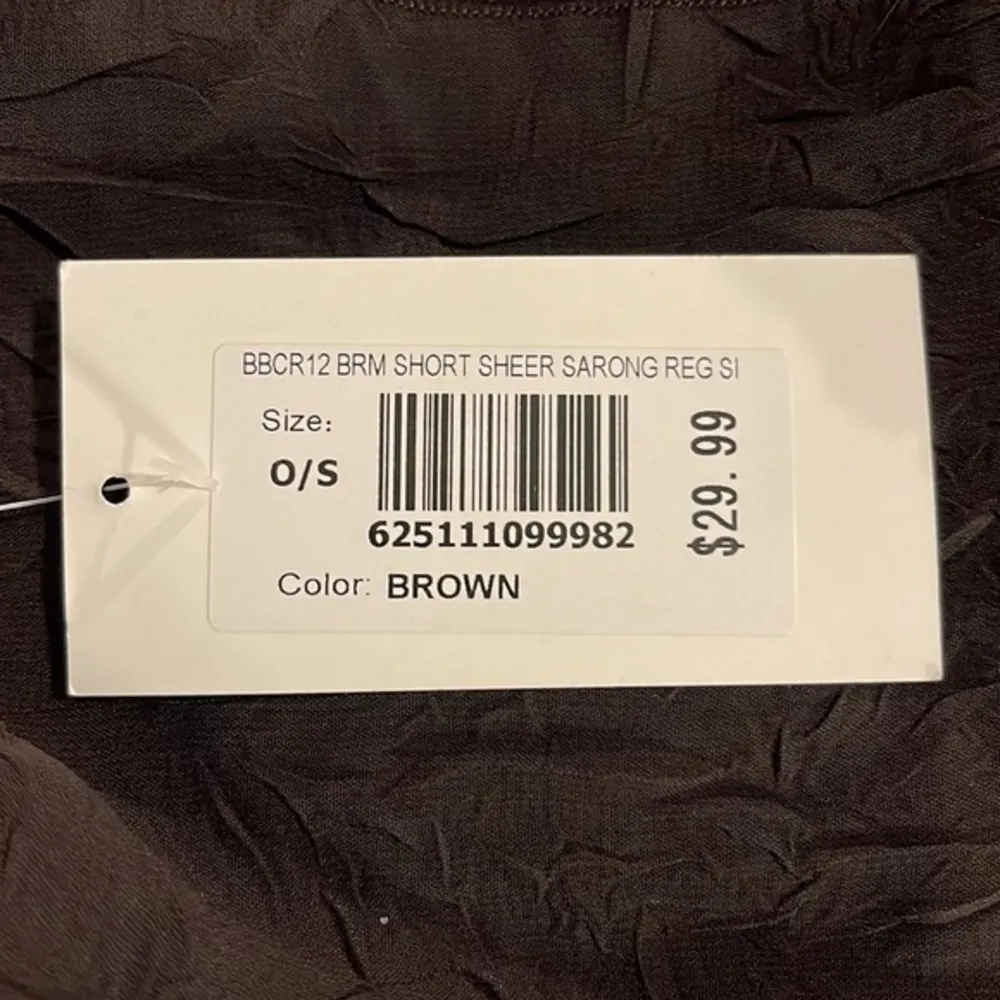 BBCR12 BRM SHORT SHEER SARONG REG SI
Size:
O/S
625111099982
$29.99
Color: BROWN